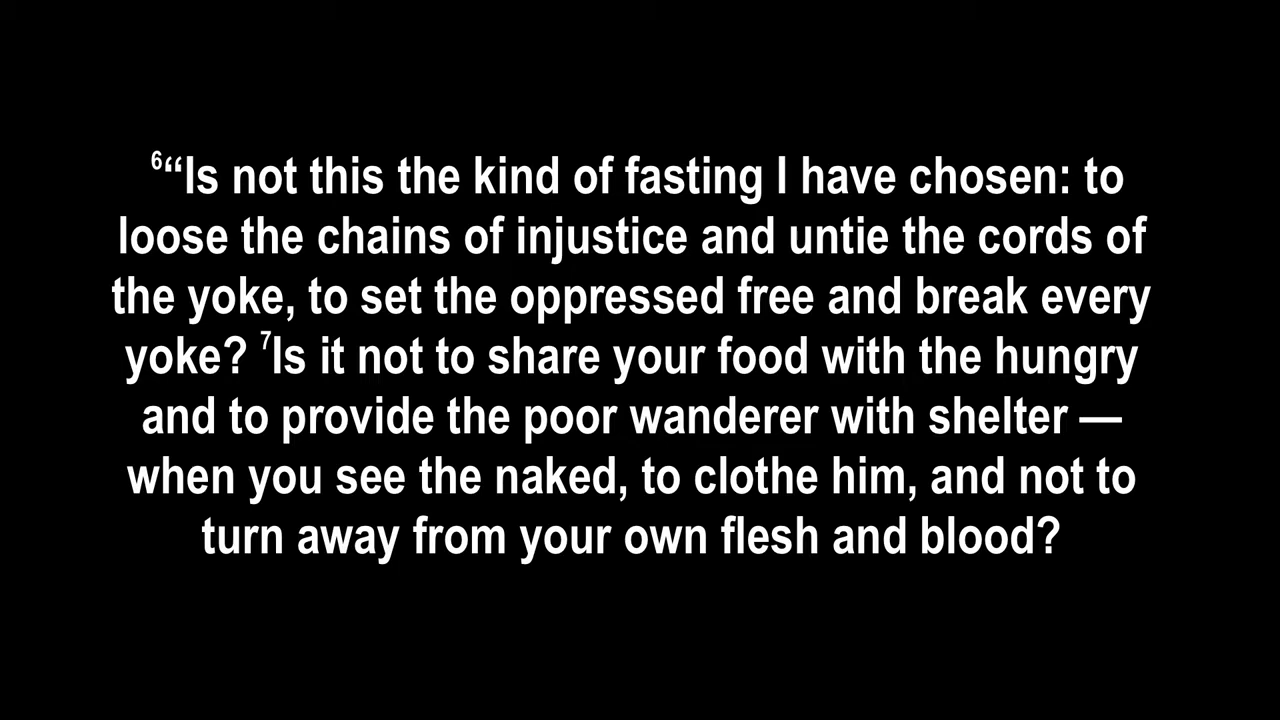 ⁶“Is not this the kind of fasting I have chosen: to
loose the chains of injustice and untie the cords of
the yoke, to set the oppressed free and break every
yoke? ⁷Is it not to share your food with the hungry
and to provide the poor wanderer with shelter —
when you see the naked, to clothe him, and not to
turn away from your own flesh and blood?